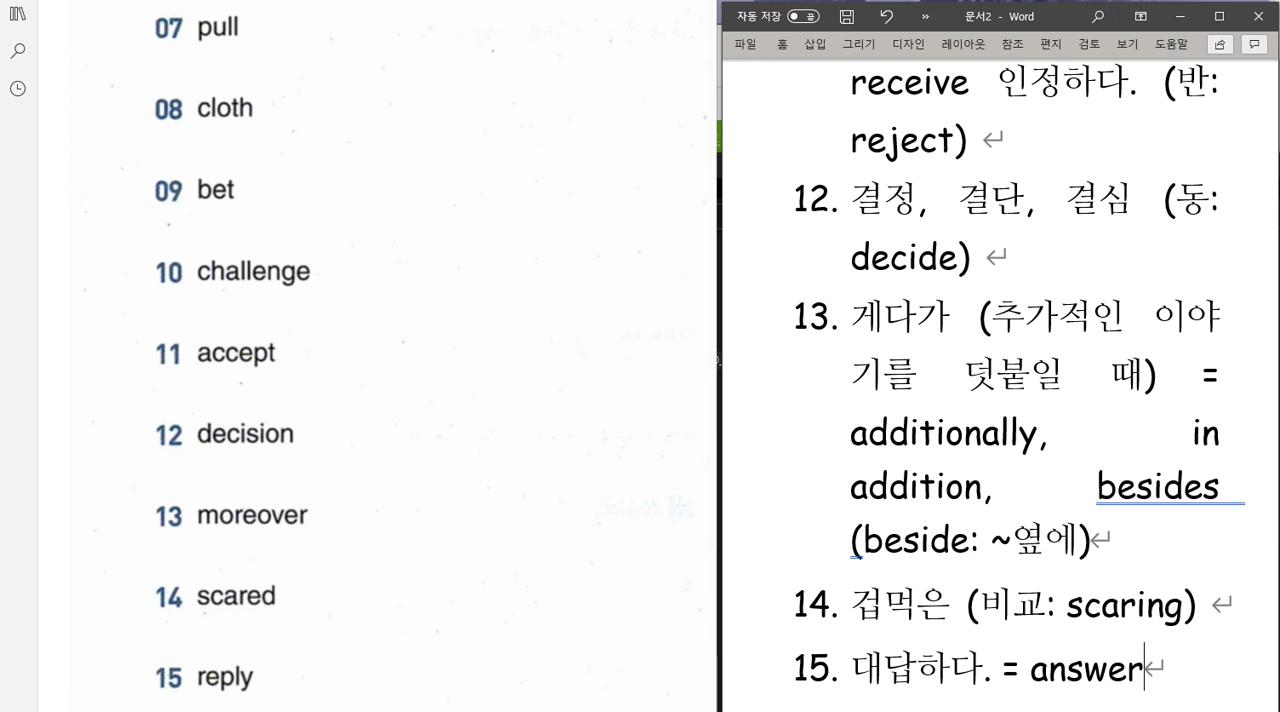 07 pull
08 cloth
09 bet
10 challenge
11 accept
12 decision
13 moreover
14 scared
15 reply
자동 저장 끔 문서2 - Word
파일 홈 삽입 그리기 디자인 레이아웃 참조 편지 검토 보기 도움말
receive 인정하다. (반:
reject)
12. 결정, 결단, 결심 (동:
decide)
13. 게다가 (추가적인 이야
기를 덧붙일 때) =
additionally, in
addition, besides
(beside: ~옆에)
14. 겁먹은 (비교: scaring)
15. 대답하다. = answer